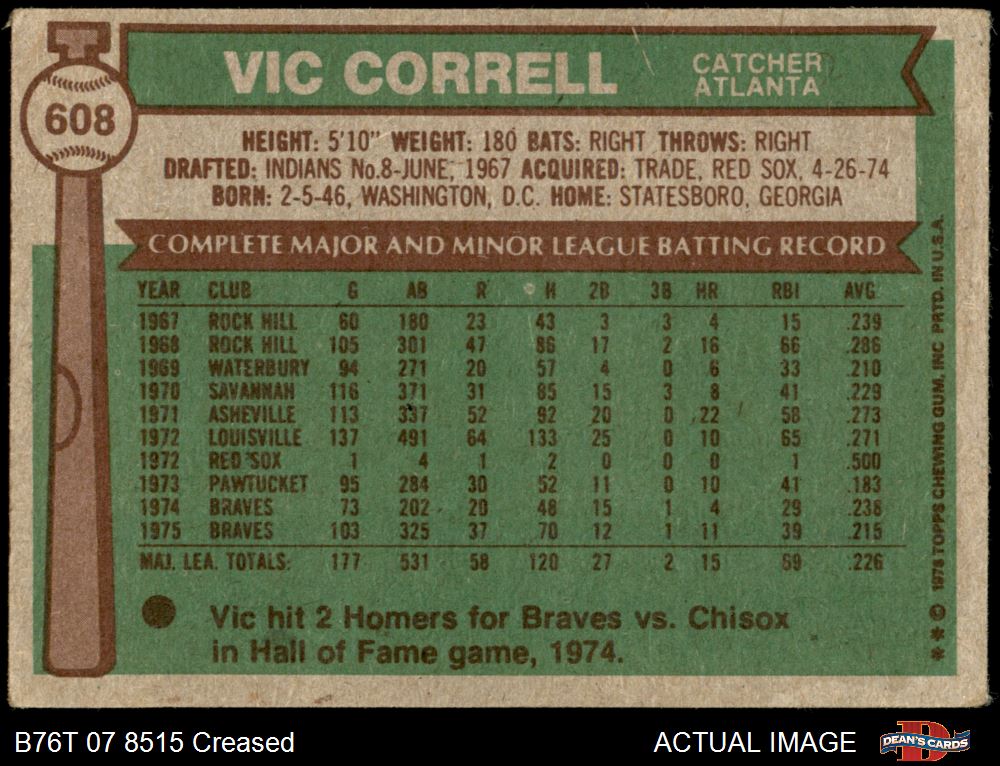 608
VIC CORRELL
CATCHER
ATLANTA
HEIGHT: 5'10" WEIGHT: 180 BATS: RIGHT THROWS: RIGHT
DRAFTED: INDIANS No.8-JUNE, 1967 ACQUIRED: TRADE, RED SOX, 4-26-74
BORN: 2-5-46, WASHINGTON, D.C. HOME: STATESBORO, GEORGIA
COMPLETE MAJOR AND MINOR LEAGUE BATTING RECORD
YEAR CLUB G AB R H 2B 3B HR RBI AVG
1967 ROCK HILL 60 180 23 43 3 3 4 15 .239
1968 ROCK HILL 105 301 47 86 17 2 16 66 .286
1969 WATERBURY 94 271 20 57 4 0 6 33 .210
1970 SAVANNAH 116 371 31 85 15 3 8 41 .229
1971 ASHEVILLE 113 337 52 92 20 0 22 58 .273
1972 LOUISVILLE 137 491 64 133 25 0 10 65 .271
1972 RED SOX 1 4 1 2 0 0 0 1 .500
1973 PAWTUCKET 95 284 30 52 11 0 10 41 .183
1974 BRAVES 73 202 20 48 15 1 4 29 .238
1975 BRAVES 103 325 37 70 12 1 11 39 .215
MAJ. LEA. TOTALS: 177 531 58 120 27 2 15 69 .226
Vic hit 2 Homers for Braves vs. Chisox
in Hall of Fame game, 1974.
** © 1976 TOPPS CHEWING GUM, INC PRTD. IN U.S.A.
B76T 07 8515 Creased
ACTUAL IMAGE
D
DEAN'S CARDS